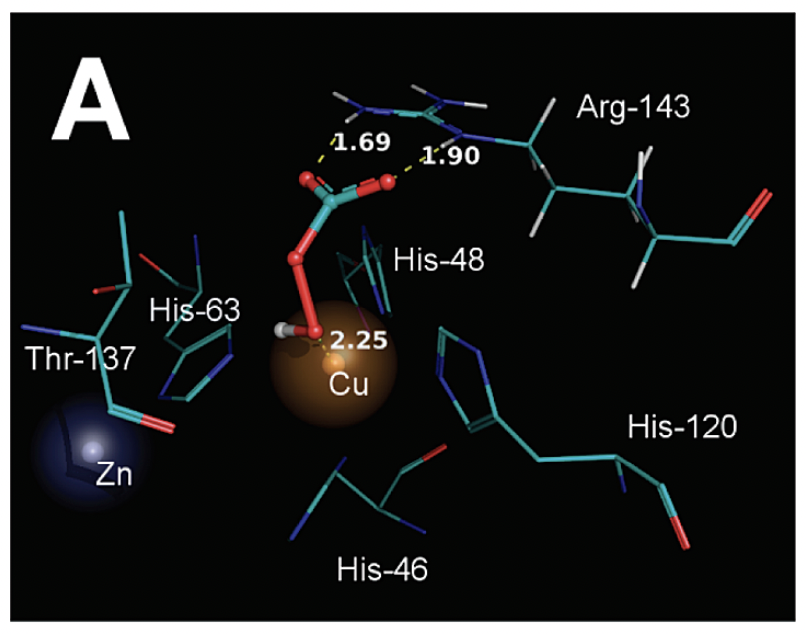 A
Arg-143
1.69
1.90
His-48
His-63
2.25
Thr-137
Cu
His-120
Zn
His-46